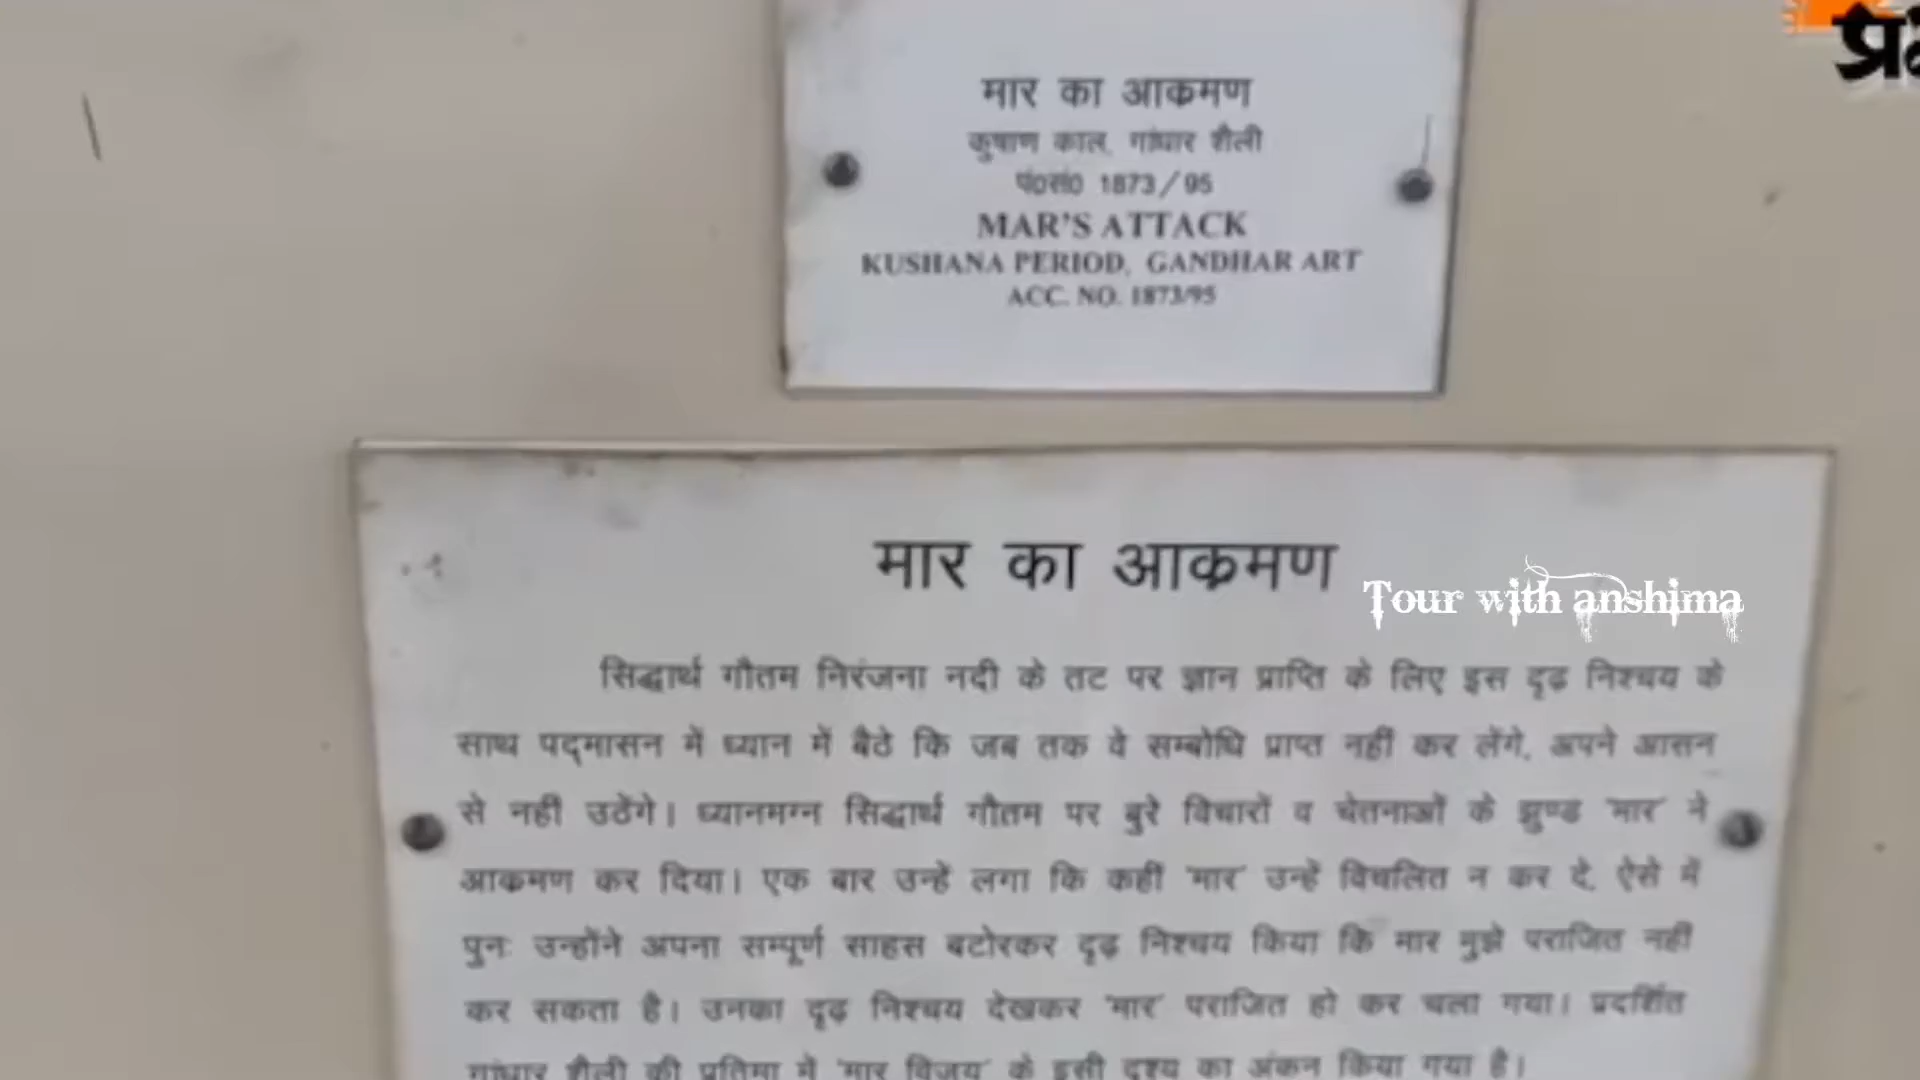 मार का आक्रमण
कुषाण काल, गांधार शैली
पं0सं0 1873/95
MAR'S ATTACK
KUSHANA PERIOD, GANDHAR ART
ACC. NO. 1873/95
मार का आक्रमण
Tour with anshima
सिद्धार्थ गौतम निरंजना नदी के तट पर ज्ञान प्राप्ति के लिए इस दृढ़ निश्चय के
साथ पद्मासन में ध्यान में बैठे कि जब तक वे सम्बोधि प्राप्त नहीं कर लेंगे, अपने आसन
से नहीं उठेंगे। ध्यानमग्न सिद्धार्थ गौतम पर बुरे विचारों व चेतनाओं के झुण्ड 'मार' ने
आक्रमण कर दिया। एक बार उन्हें लगा कि कहीं 'मार' उन्हें विचलित न कर दे, ऐसे में
पुनः उन्होंने अपना सम्पूर्ण साहस बटोरकर दृढ़ निश्चय किया कि मार मुझे पराजित नहीं
कर सकता है। उनका दृढ़ निश्चय देखकर 'मार' पराजित हो कर चला गया। प्रदर्शित
गांधार शैली की प्रतिमा में 'मार विजय' के इसी दृश्य का अंकन किया गया है।